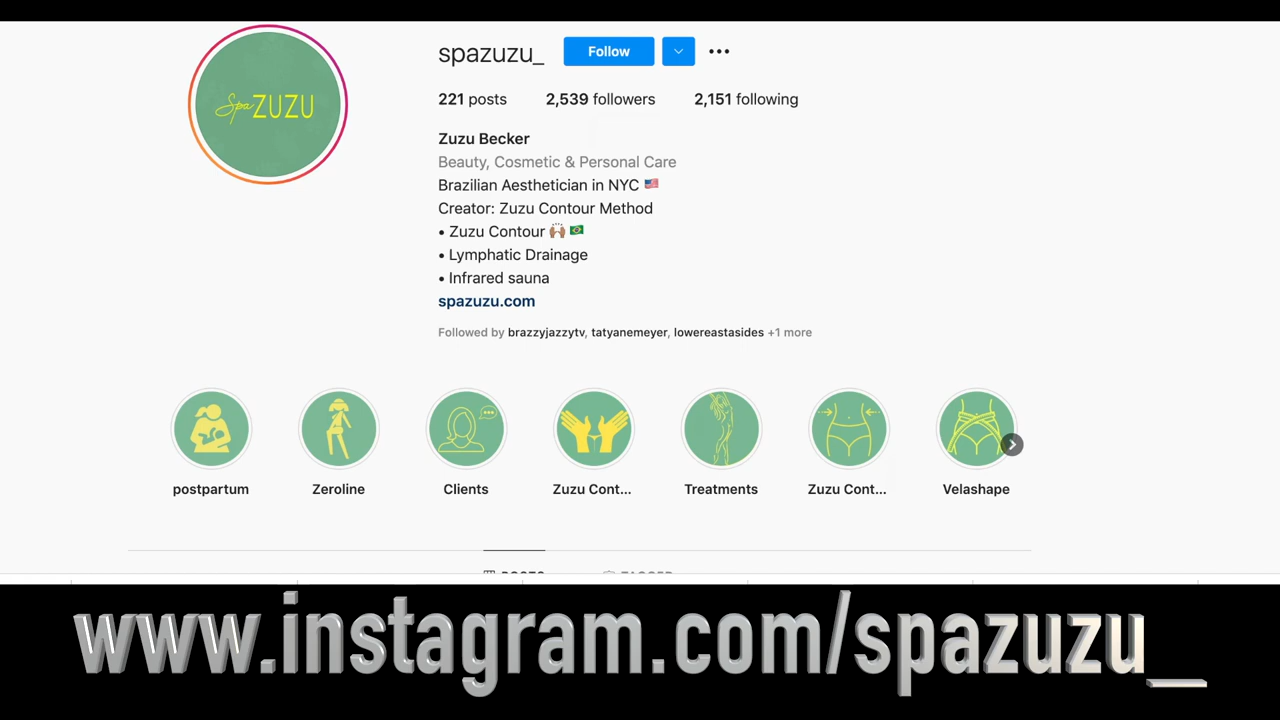 Spa ZUZU
spazuzu_ Follow
221 posts 2,539 followers 2,151 following
Zuzu Becker
Beauty, Cosmetic & Personal Care
Brazilian Aesthetician in NYC 🇺🇸
Creator: Zuzu Contour Method
• Zuzu Contour 🙌🏽 🇧🇷
• Lymphatic Drainage
• Infrared sauna
spazuzu.com
Followed by brazzyjazzytv, tatyanemeyer, lowereastasides +1 more
postpartum Zeroline Clients Zuzu Cont... Treatments Zuzu Cont... Velashape
www.instagram.com/spazuzu_